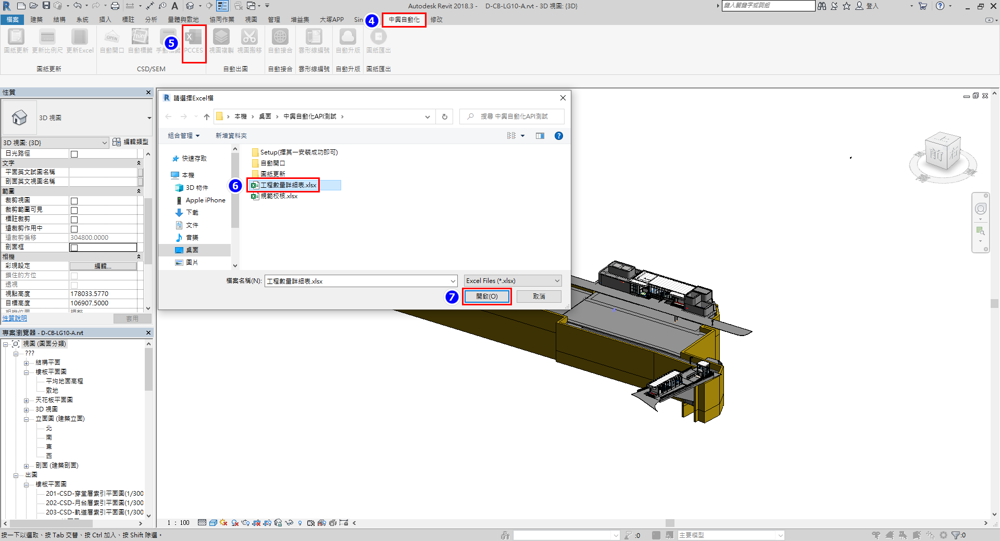 Autodesk Revit 2018.3 -     D-CB-LG10-A.rvt - 3D 視圖: {3D}
鍵入關鍵字或詞組
登入
檔案 建築 結構 系統 插入 標註 分析 量體與敷地 協同作業 視圖 管理 增益集 大塚APP Sin 4 中興自動化 修改
5
圖紙更新 更新比例尺 更新Excel 自動開口 自動標籤 PCCES 視圖複製 視圖搬移 自動接合 雲形線編號 自動升版 圖紙匯出
圖紙更新 CSD/SEM 自動出圖 自動接合 雲形線編號 自動升版 圖紙匯出
性質
3D 視圖
3D 視圖: {3D}
編輯類型
日光路徑
文字
平面英文試圖名稱
剖面英文視圖名稱
範圍
裁剪視圖
裁剪範圍可見
標註裁剪
遠裁剪作用中
遠裁剪偏移 304800.0000
剖面框
相機
彩現設定 編輯...
鎖住的方位
透視
視點高度 178033.5770
目標高度 106907.5000
相機位置 調整
性質說明 套用
專案瀏覽器 - D-CB-LG10-A.rvt
視圖 (圖面分類)
???
結構平面
樓板平面圖
平均地面高程
敷地
天花板平面圖
3D 視圖
立面圖 (建築立面)
北
南
東
西
剖面 (建築剖面)
出圖
樓板平面圖
201-CSD-穿堂層索引平面圖(1/300
202-CSD-月台層索引平面圖(1/300
203-CSD-軌道層索引平面圖(1/300
請選擇Excel檔
本機 › 桌面 › 中興自動化API測試 ›
搜尋 中興自動化API測試
組合管理 新增資料夾
快速存取
本機
3D 物件
Apple iPhone
下載
文件
音樂
桌面
圖片
Setup(擇其一安裝成功即可)
自動開口
圖紙更新
6 工程數量詳細表.xlsx
規範校核.xlsx
檔案名稱(N): 工程數量詳細表.xlsx Excel Files (*.xlsx)
7 開啟(O) 取消
上
前 右
1 : 100
按一下以選取、按 Tab 交替、按 Ctrl 加入、按 Shift 除選。
:0
主要模型
:0